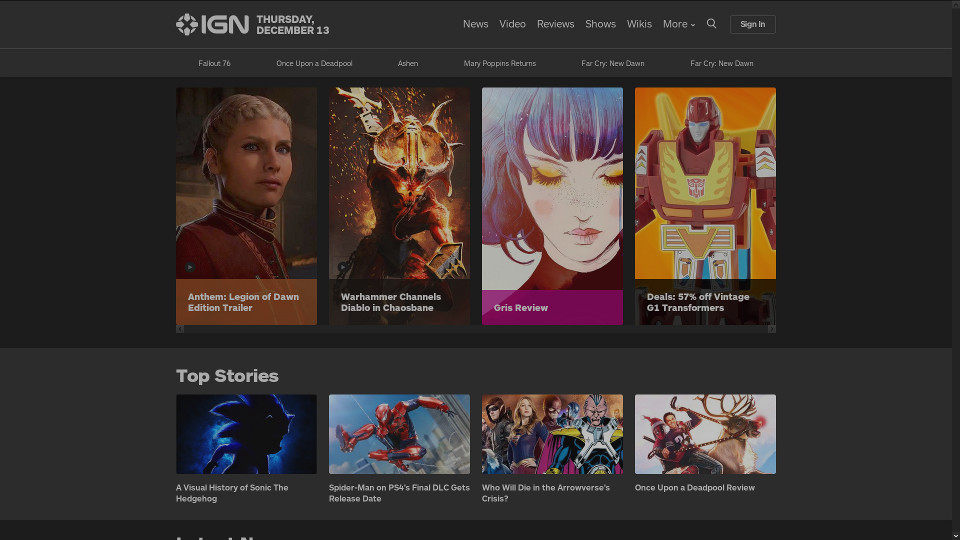 IGN
THURSDAY,
DECEMBER 13
News Video Reviews Shows Wikis More Sign In
Fallout 76 Once Upon a Deadpool Ashen Mary Poppins Returns Far Cry: New Dawn Far Cry: New Dawn
Anthem: Legion of Dawn
Edition Trailer
Warhammer Channels
Diablo in Chaosbane
Gris Review
Deals: 57% off Vintage
G1 Transformers
Top Stories
A Visual History of Sonic The
Hedgehog
Spider-Man on PS4's Final DLC Gets
Release Date
Who Will Die in the Arrowverse's
Crisis?
Once Upon a Deadpool Review